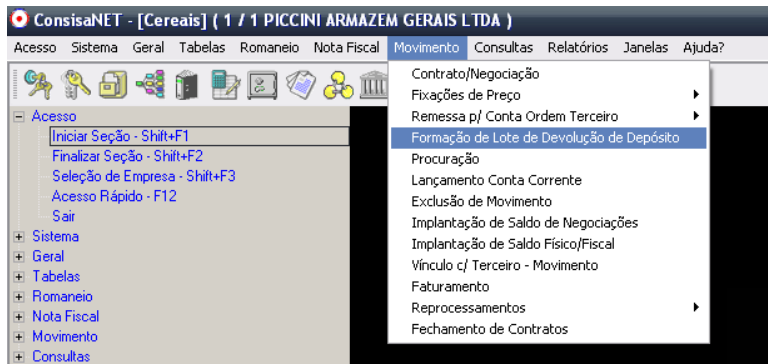 ConsisaNET - [Cereais] ( 1 / 1 PICCINI ARMAZEM GERAIS LTDA )
Acesso Sistema Geral Tabelas Romaneio Nota Fiscal Movimento Consultas Relatórios Janelas Ajuda?
Contrato/Negociação
Fixações de Preço
Remessa p/ Conta Ordem Terceiro
Formação de Lote de Devolução de Depósito
Procuração
Lançamento Conta Corrente
Exclusão de Movimento
Implantação de Saldo de Negociações
Implantação de Saldo Físico/Fiscal
Vínculo c/ Terceiro - Movimento
Faturamento
Reprocessamentos
Fechamento de Contratos
Acesso
Iniciar Seção - Shift+F1
Finalizar Seção - Shift+F2
Seleção de Empresa - Shift+F3
Acesso Rápido - F12
Sair
Sistema
Geral
Tabelas
Romaneio
Nota Fiscal
Movimento
Consultas